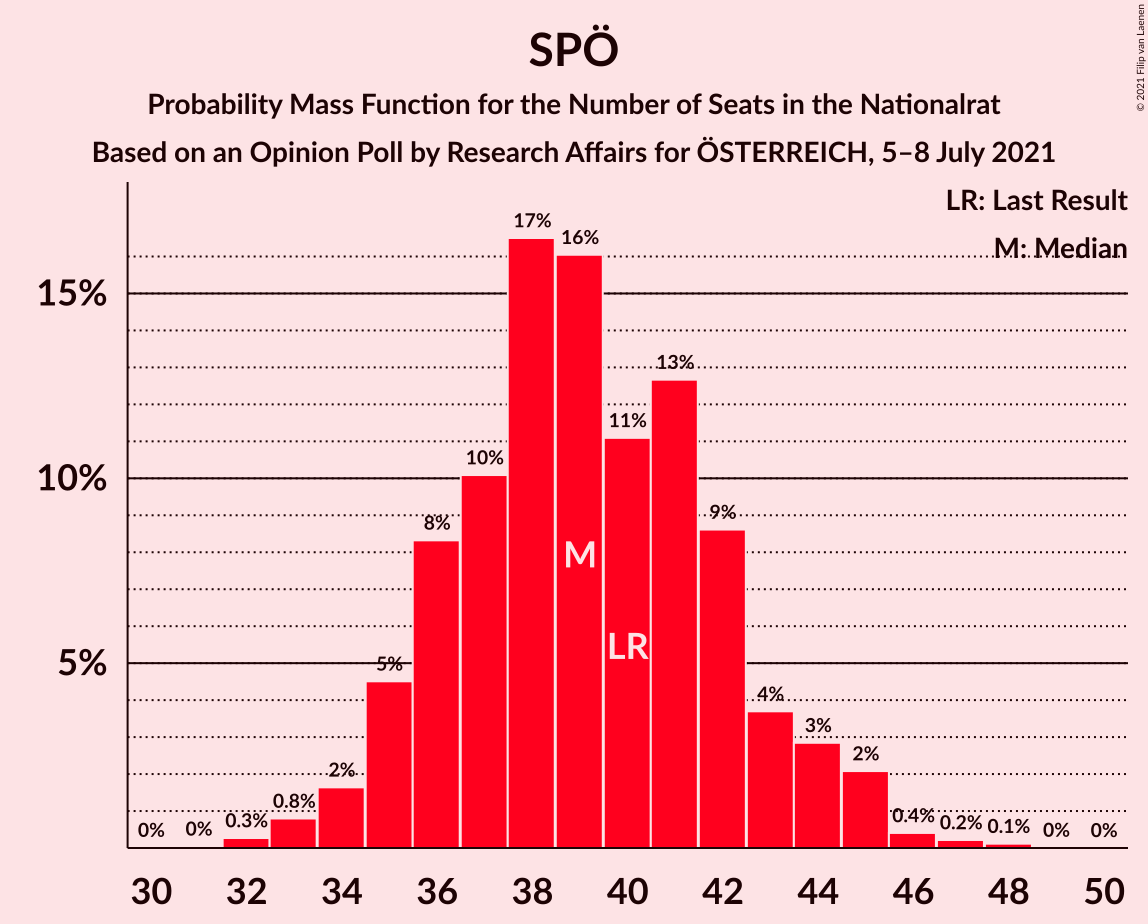 SPÖ
Probability Mass Function for the Number of Seats in the Nationalrat
Based on an Opinion Poll by Research Affairs for ÖSTERREICH, 5–8 July 2021
© 2021 Filip van Laenen
LR: Last Result
M: Median
15%
10%
5%
0%
0%
0.3%
0.8%
2%
5%
8%
10%
17%
16%
11%
13%
9%
4%
3%
2%
0.4%
0.2%
0.1%
0%
0%
M
LR
30 32 34 36 38 40 42 44 46 48 50